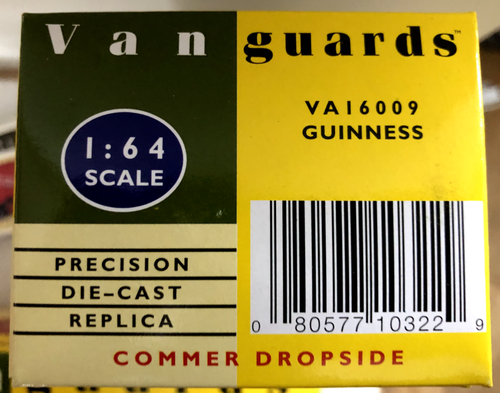 Vanguards™
VA16009
GUINNESS
1:64
SCALE
PRECISION
DIE-CAST
REPLICA
0 80577 10322 9
COMMER DROPSIDE